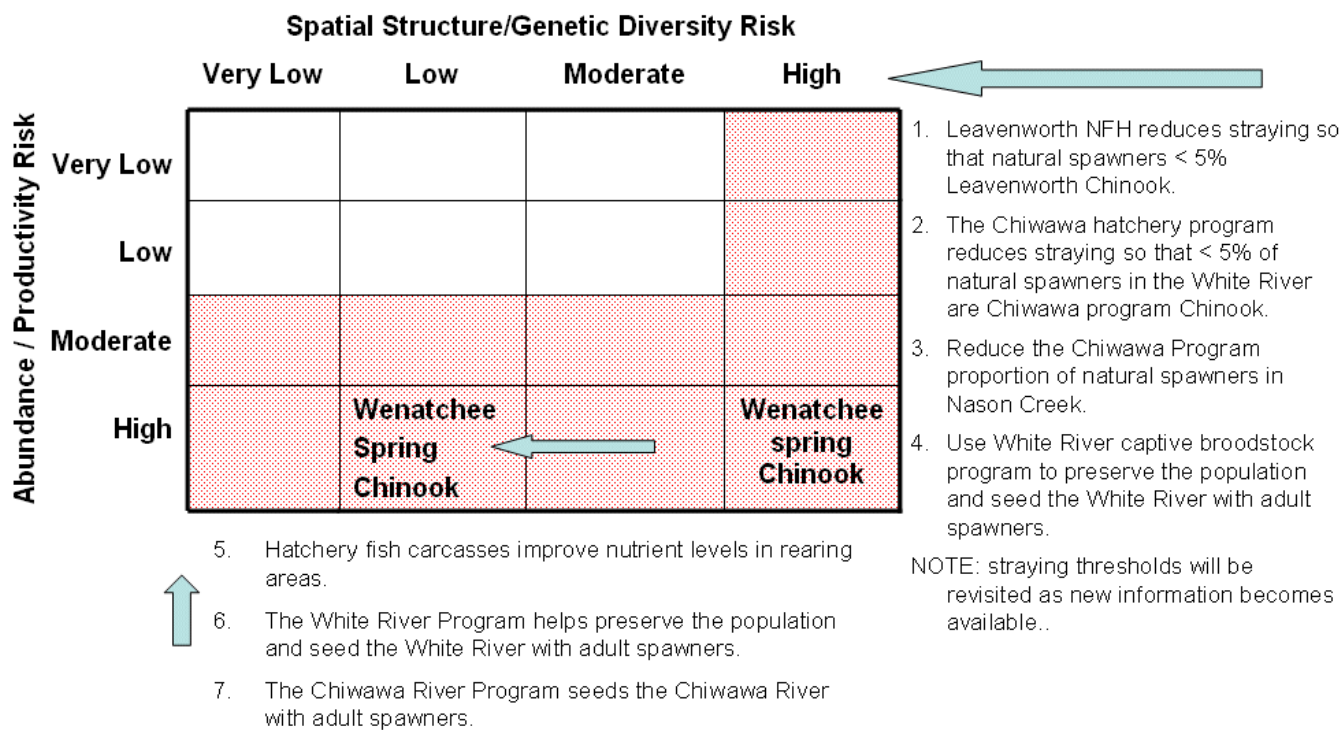 Spatial Structure/Genetic Diversity Risk
Very Low Low Moderate High
Abundance / Productivity Risk
Very Low
Low
Moderate
High
Wenatchee
Spring
Chinook
Wenatchee
spring
Chinook
1. Leavenworth NFH reduces straying so
that natural spawners < 5%
Leavenworth Chinook.
2. The Chiwawa hatchery program
reduces straying so that < 5% of
natural spawners in the White River
are Chiwawa program Chinook.
3. Reduce the Chiwawa Program
proportion of natural spawners in
Nason Creek.
4. Use White River captive broodstock
program to preserve the population
and seed the White River with adult
spawners.
NOTE: straying thresholds will be
revisited as new information becomes
available..
5. Hatchery fish carcasses improve nutrient levels in rearing
areas.
6. The White River Program helps preserve the population
and seed the White River with adult spawners.
7. The Chiwawa River Program seeds the Chiwawa River
with adult spawners.